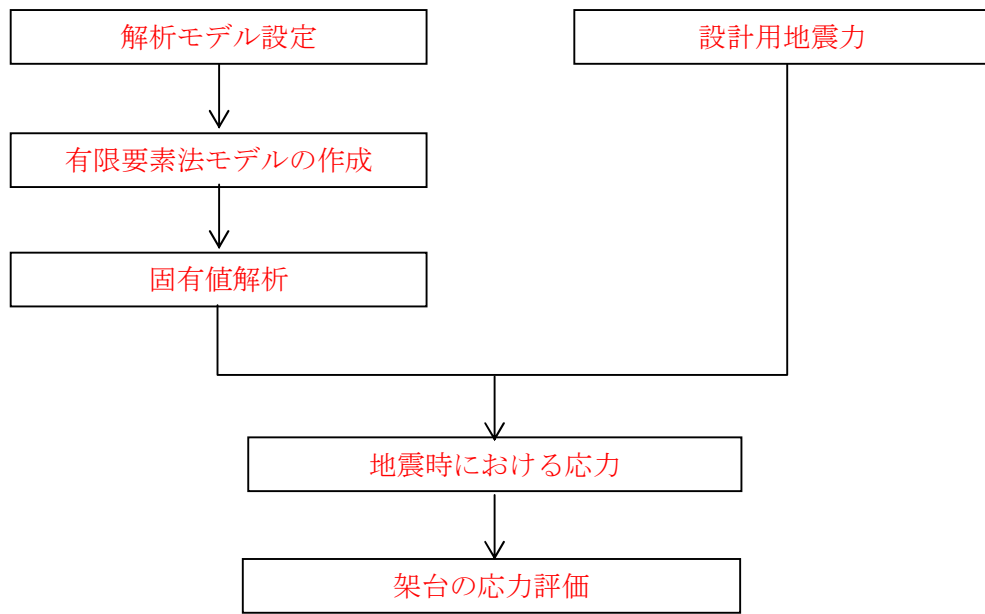 解析モデル設定
設計用地震力
有限要素法モデルの作成
固有値解析
地震時における応力
架台の応力評価